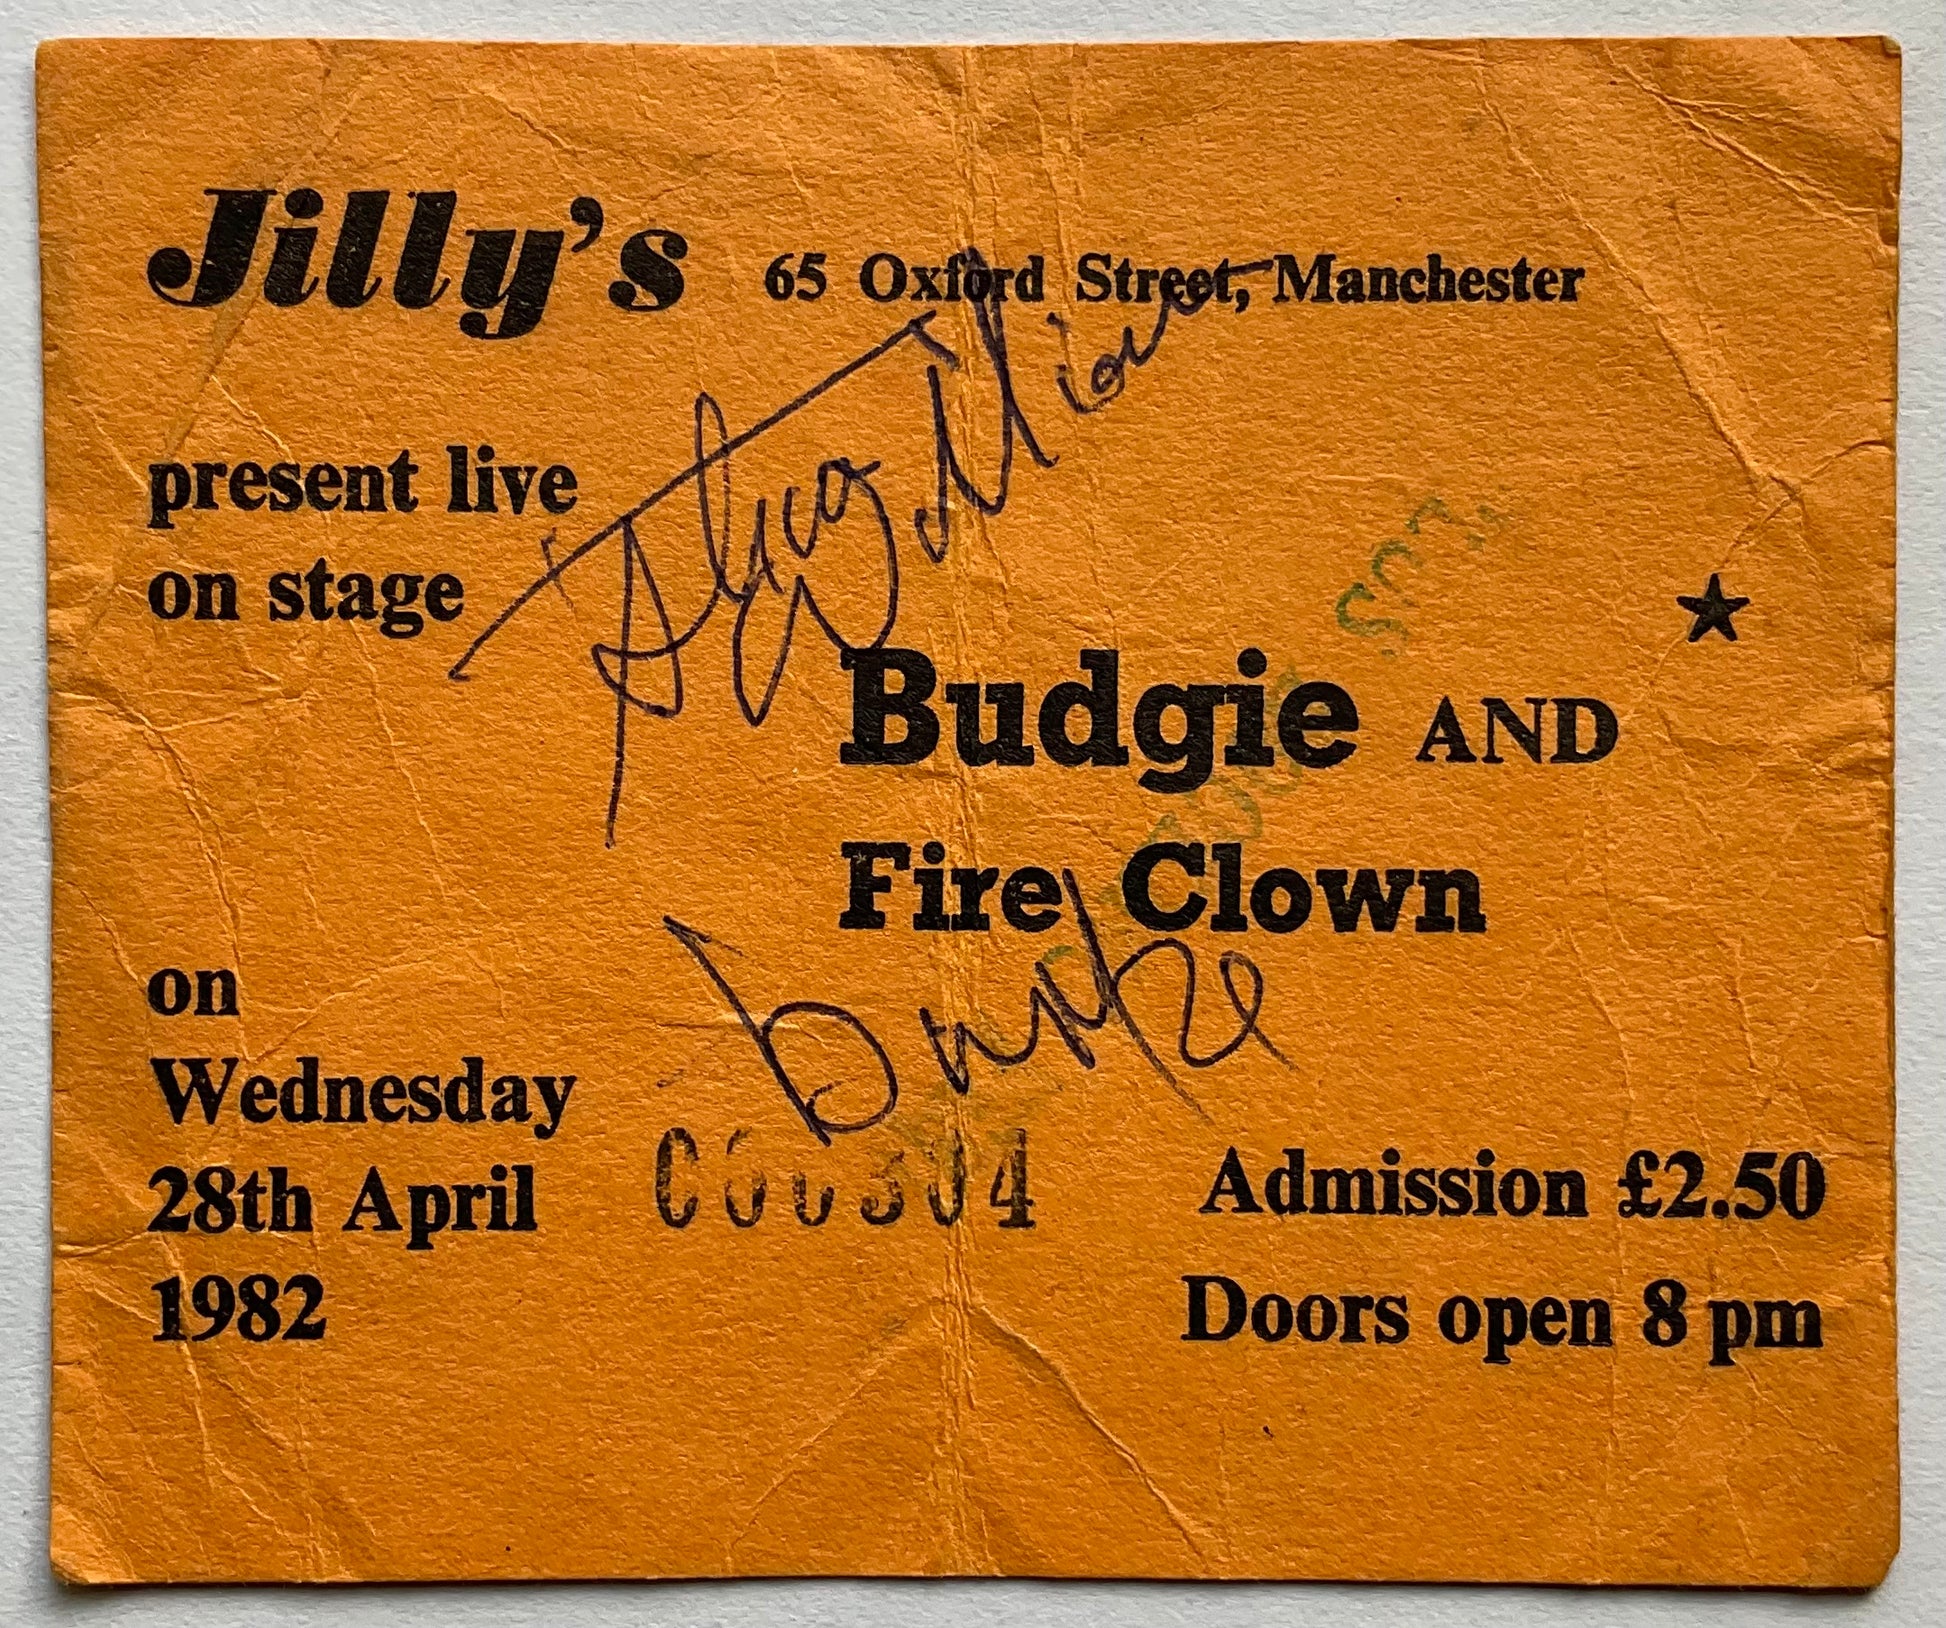 Jilly's 65 Oxford Street, Manchester
present live
on stage
Budgie AND
Fire Clown
on
Wednesday
28th April
1982
000304
Admission £2.50
Doors open 8 pm